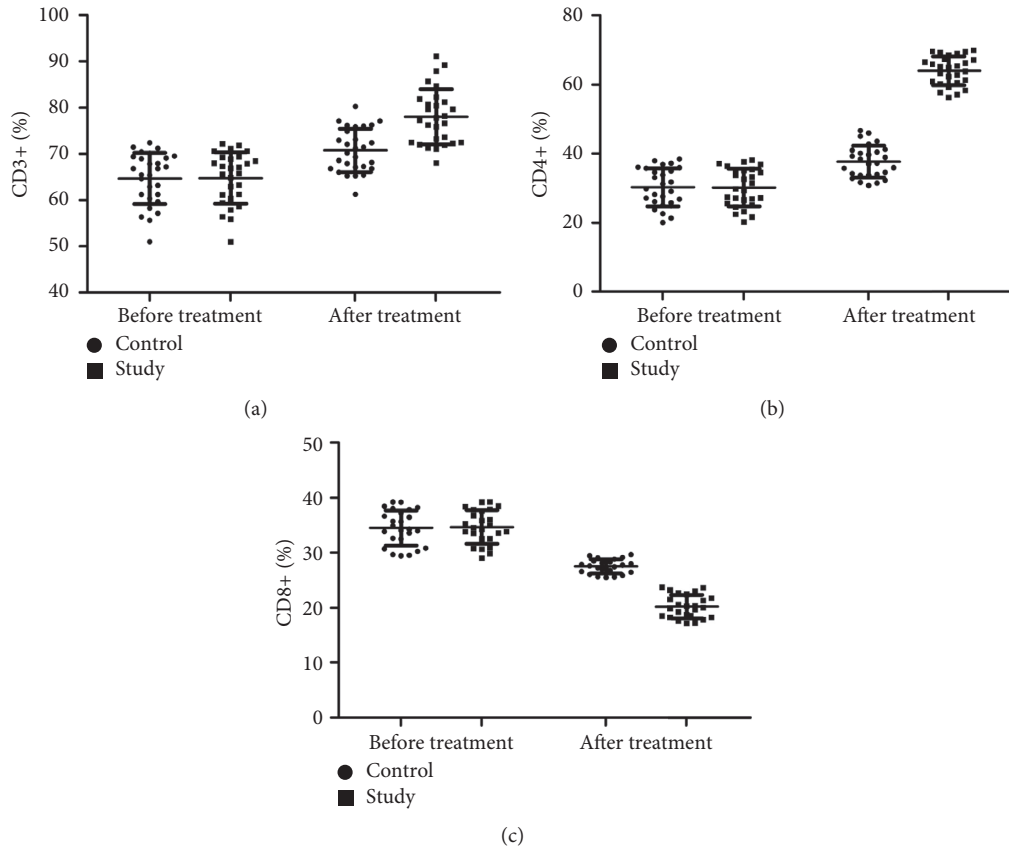 CD3+ (%)
100
90
80
70
60
50
40
Before treatment
After treatment
Control
Study
(a)
CD4+ (%)
80
60
40
20
0
Before treatment
After treatment
Control
Study
(b)
CD8+ (%)
50
40
30
20
10
0
Before treatment
After treatment
Control
Study
(c)